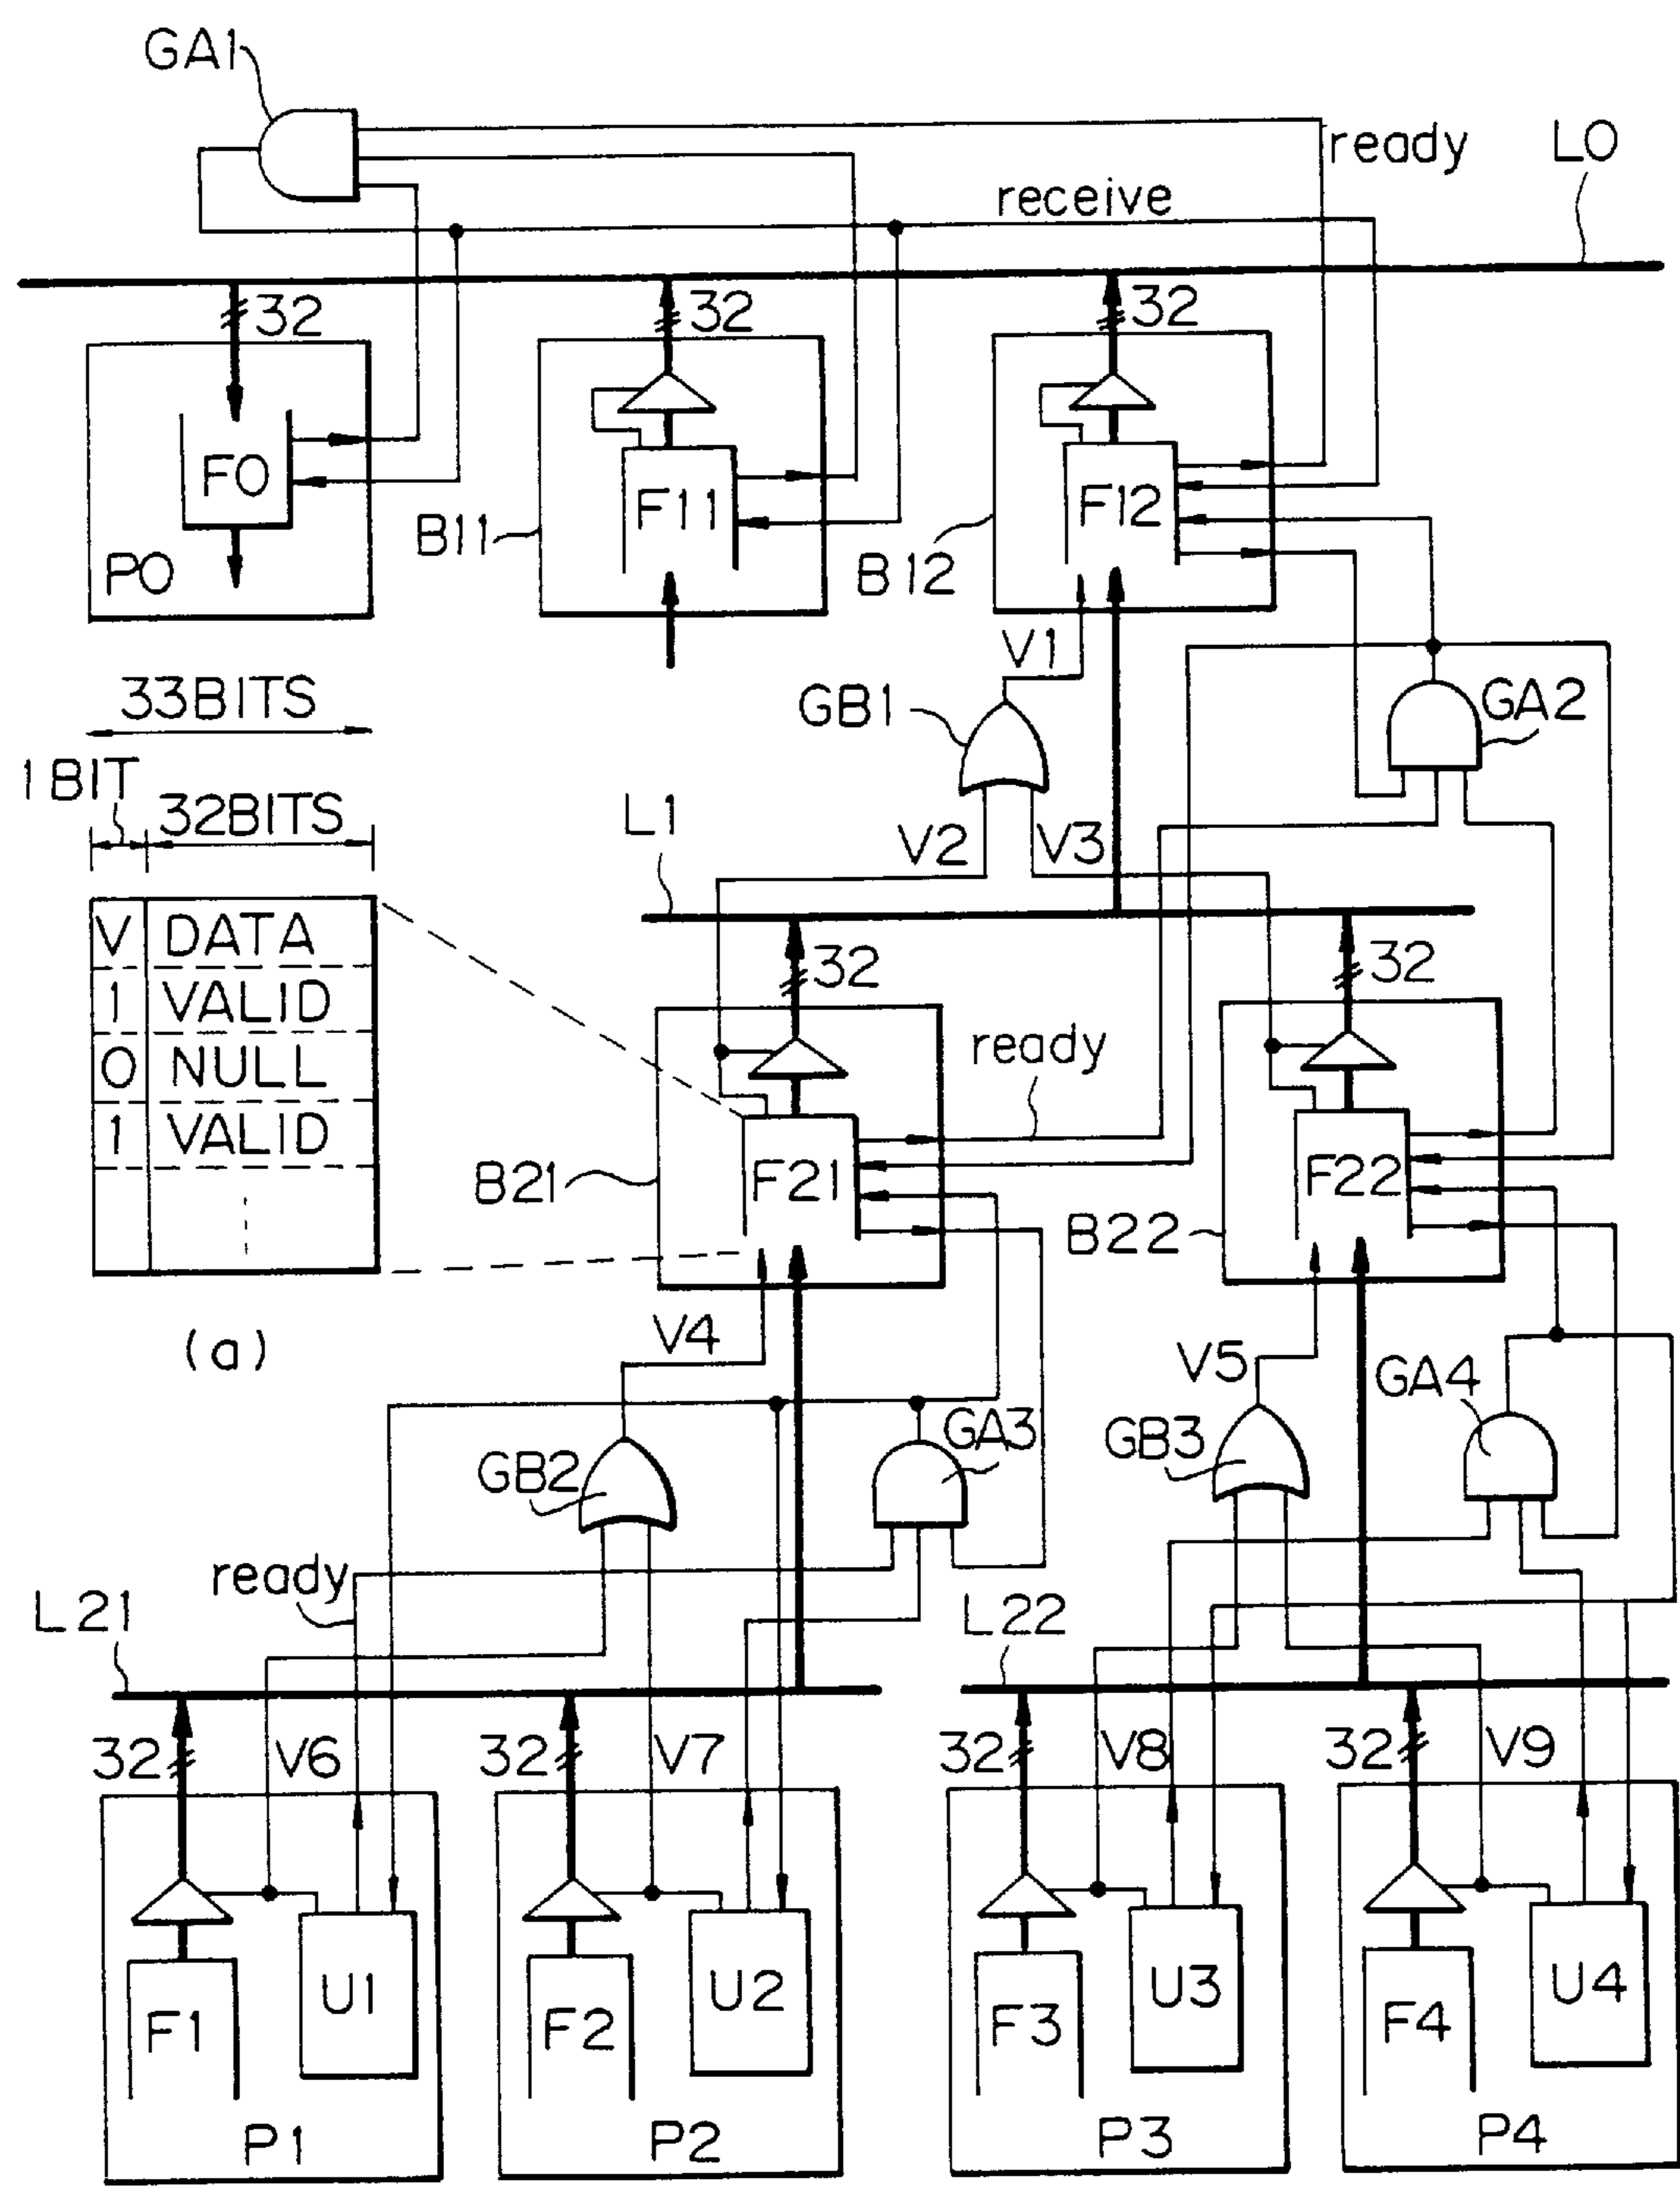 GA1
ready
L0
receive
32
32
32
F0
F11
F12
B11
B12
P0
V1
33BITS
GB1
GA2
1BIT
32BITS
L1
V2
V3
V DATA
32
32
1 VALID
0 NULL
ready
1 VALID
F21
F22
B21
B22
(a)
V4
V5
GA4
GA3
GB2
GB3
ready
L21
L22
32
V6
32
V7
32
V8
32
V9
F1
U1
F2
U2
F3
U3
F4
U4
P1
P2
P3
P4